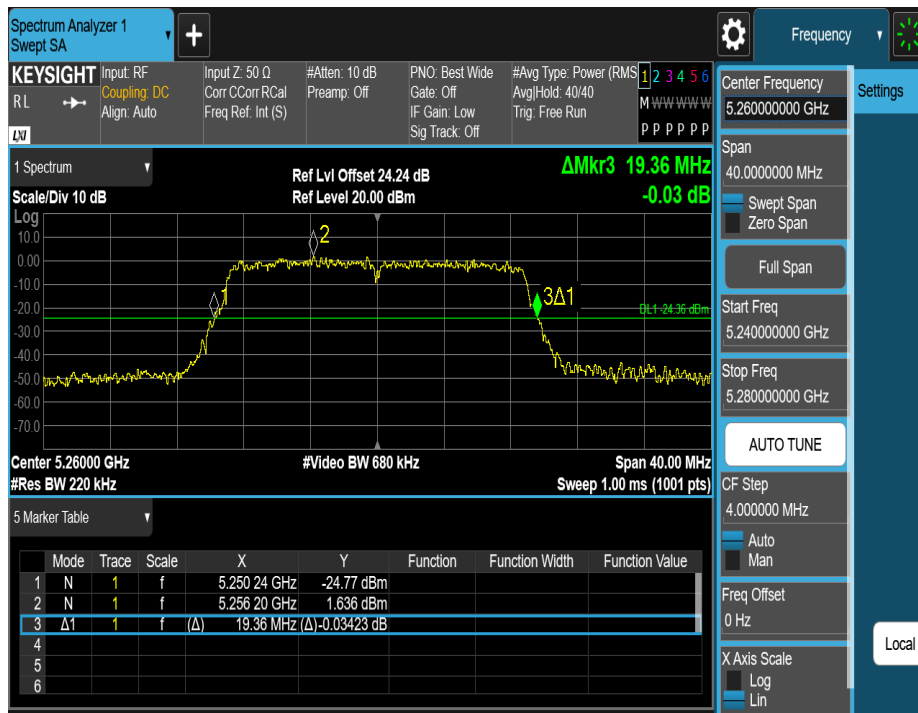 Spectrum Analyzer 1
Swept SA
+
Frequency
KEYSIGHT
RL
LXI
Input: RF
Coupling: DC
Align: Auto
Input Z: 50 Ω
Corr CCorr RCal
Freq Ref: Int (S)
#Atten: 10 dB
Preamp: Off
PNO: Best Wide
Gate: Off
IF Gain: Low
Sig Track: Off
#Avg Type: Power (RMS
Avg|Hold: 40/40
Trig: Free Run
1 2 3 4 5 6
M W W W W W
P P P P P P
Center Frequency
5.260000000 GHz
Settings
Span
40.0000000 MHz
Swept Span
Zero Span
Full Span
Start Freq
5.240000000 GHz
Stop Freq
5.280000000 GHz
AUTO TUNE
CF Step
4.000000 MHz
Auto
Man
Freq Offset
0 Hz
X Axis Scale
Log
Lin
Local
1 Spectrum
Scale/Div 10 dB
Ref Lvl Offset 24.24 dB
Ref Level 20.00 dBm
ΔMkr3 19.36 MHz
-0.03 dB
Log
10.0
0.00
-10.0
-20.0
-30.0
-40.0
-50.0
-60.0
-70.0
2
1
3Δ1
DL1 -24.36 dBm
Center 5.26000 GHz
#Video BW 680 kHz
Span 40.00 MHz
#Res BW 220 kHz
Sweep 1.00 ms (1001 pts)
5 Marker Table
Mode Trace Scale X Y Function Function Width Function Value
1 N 1 f 5.250 24 GHz -24.77 dBm
2 N 1 f 5.256 20 GHz 1.636 dBm
3 Δ1 1 f (Δ) 19.36 MHz (Δ) -0.03423 dB
4
5
6